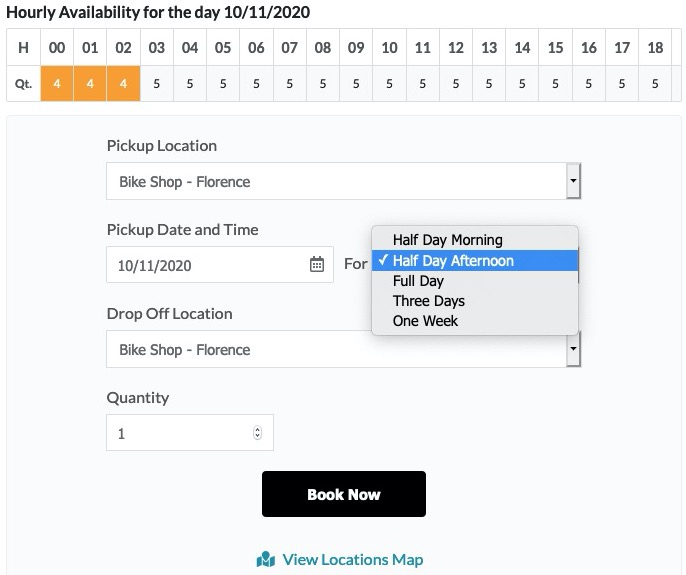 Hourly Availability for the day 10/11/2020
H 00 01 02 03 04 05 06 07 08 09 10 11 12 13 14 15 16 17 18
Qt. 4 4 4 5 5 5 5 5 5 5 5 5 5 5 5 5 5 5 5
Pickup Location
Bike Shop - Florence
Pickup Date and Time
10/11/2020 For
Half Day Morning
✓ Half Day Afternoon
Full Day
Three Days
One Week
Drop Off Location
Bike Shop - Florence
Quantity
1
Book Now
View Locations Map